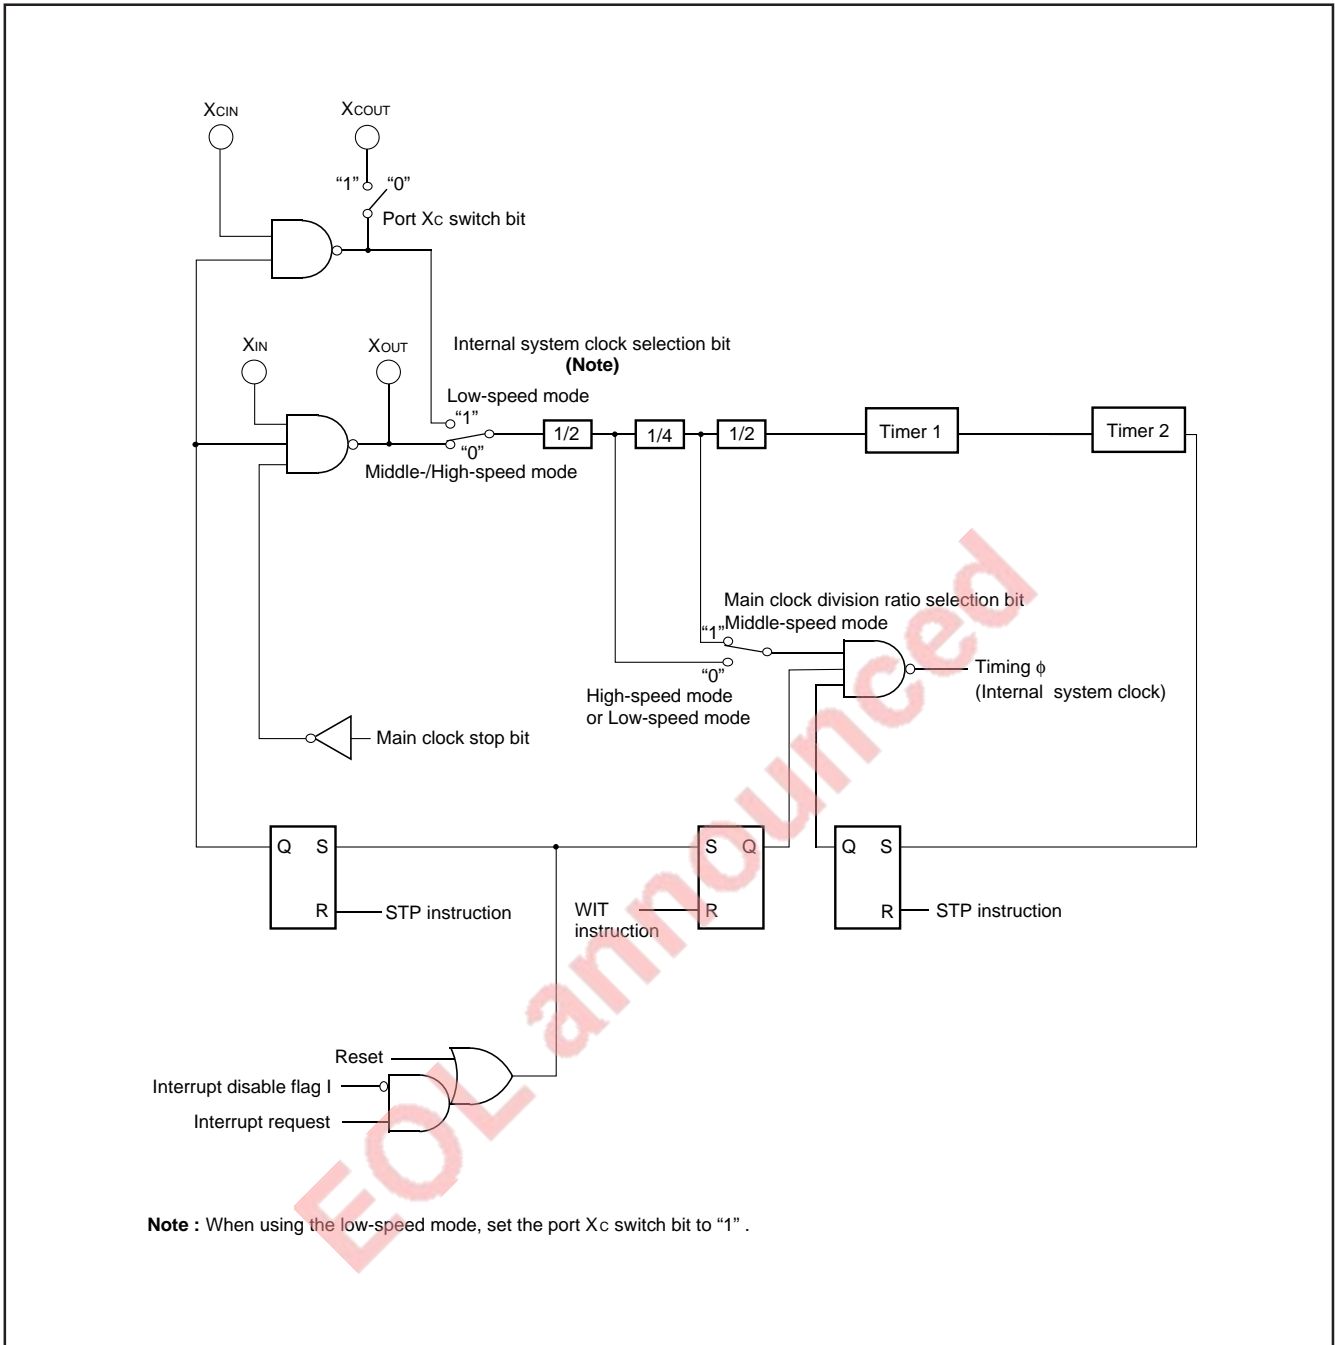 XCIN
XCOUT
“1” “0”
Port XC switch bit
XIN
XOUT
Internal system clock selection bit
(Note)
Low-speed mode
“1”
“0”
Middle-/High-speed mode
1/2
1/4
1/2
Timer 1
Timer 2
Main clock division ratio selection bit
Middle-speed mode
“1”
“0”
High-speed mode
or Low-speed mode
Timing ϕ
(Internal system clock)
Main clock stop bit
Q S
R
STP instruction
S Q
R
WIT
instruction
Q S
R
STP instruction
Reset
Interrupt disable flag I
Interrupt request
Note : When using the low-speed mode, set the port XC switch bit to “1” .
EOL announced